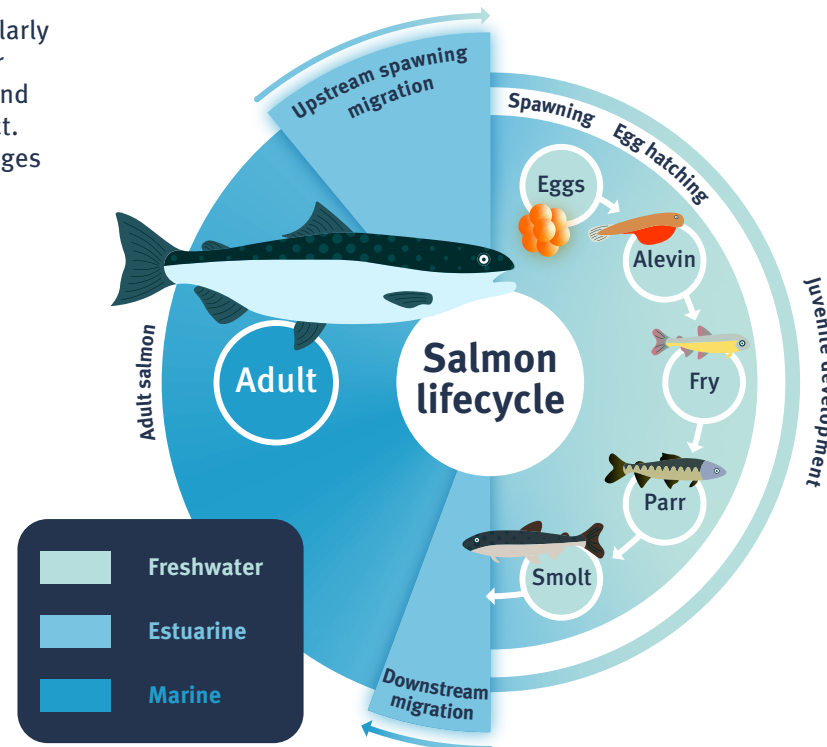 Upstream spawning
migration
Spawning
Egg hatching
Eggs
Alevin
Juvenile development
Fry
Parr
Smolt
Salmon
lifecycle
Adult
Adult salmon
Downstream
migration
Freshwater
Estuarine
Marine